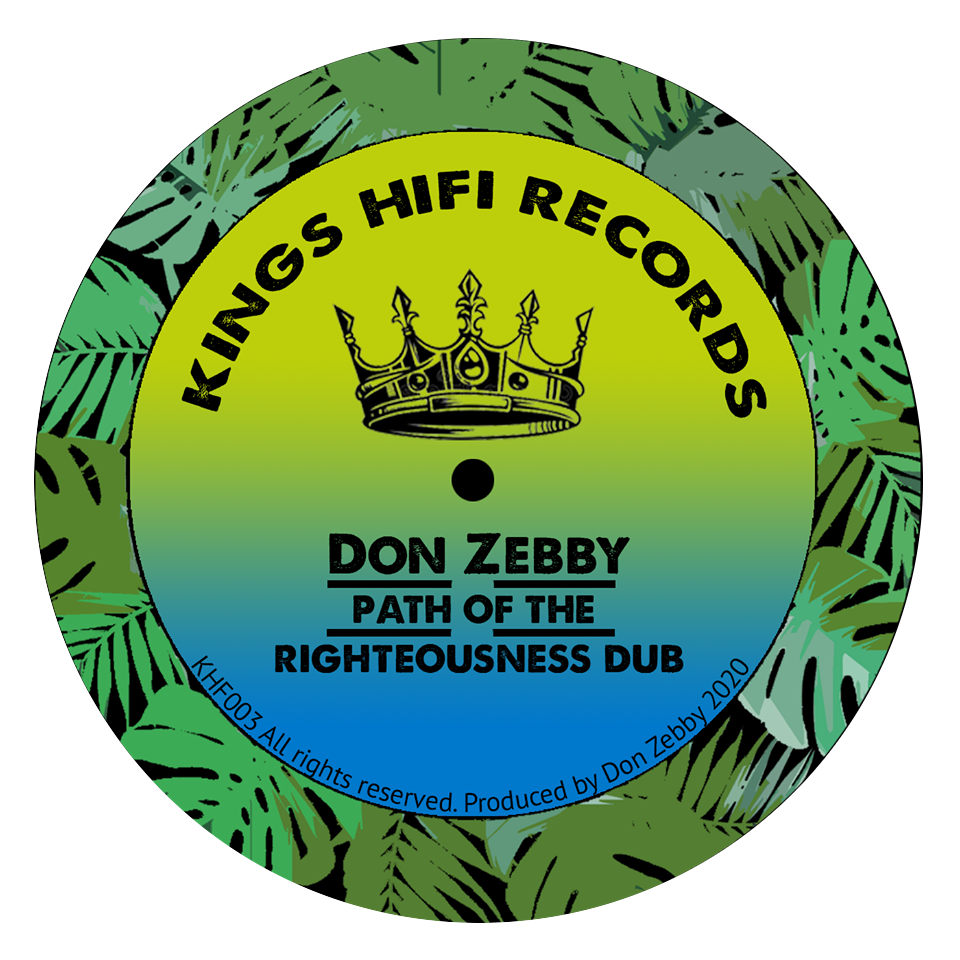 KINGS HIFI RECORDS
DON ZEBBY
PATH OF THE
RIGHTEOUSNESS DUB
KHF003 All rights reserved. Produced by Don Zebby 2020